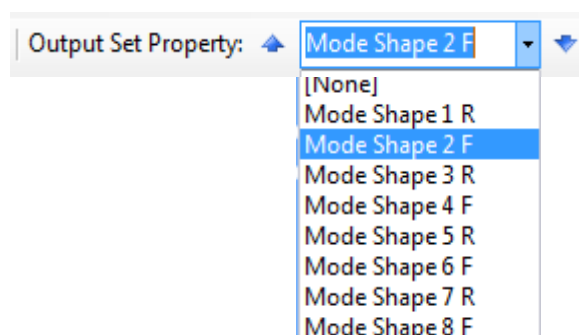 Output Set Property: Mode Shape 2 F
[None]
Mode Shape 1 R
Mode Shape 2 F
Mode Shape 3 R
Mode Shape 4 F
Mode Shape 5 R
Mode Shape 6 F
Mode Shape 7 R
Mode Shape 8 F